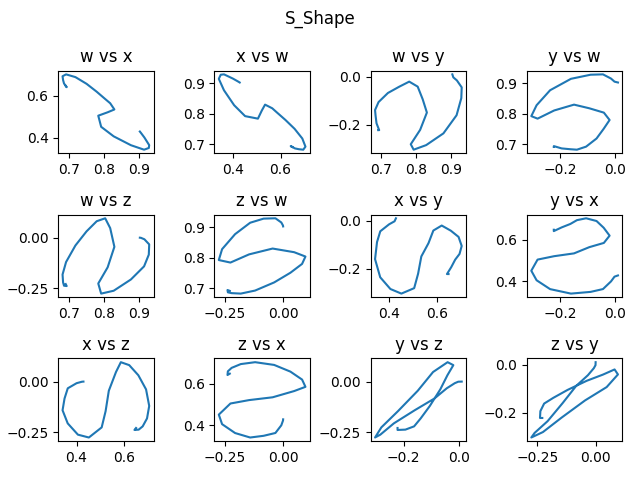 S_Shape
w vs x
x vs w
w vs y
y vs w
0.6
0.4
0.7 0.8 0.9
0.9
0.8
0.7
0.4 0.6
0.0
−0.2
0.7 0.8 0.9
0.9
0.8
0.7
−0.2 0.0
w vs z
z vs w
x vs y
y vs x
0.00
−0.25
0.7 0.8 0.9
0.9
0.8
0.7
−0.25 0.00
0.0
−0.2
0.4 0.6
0.6
0.4
−0.2 0.0
x vs z
z vs x
y vs z
z vs y
0.00
−0.25
0.4 0.6
0.6
0.4
−0.25 0.00
0.00
−0.25
−0.2 0.0
0.0
−0.2
−0.25 0.00